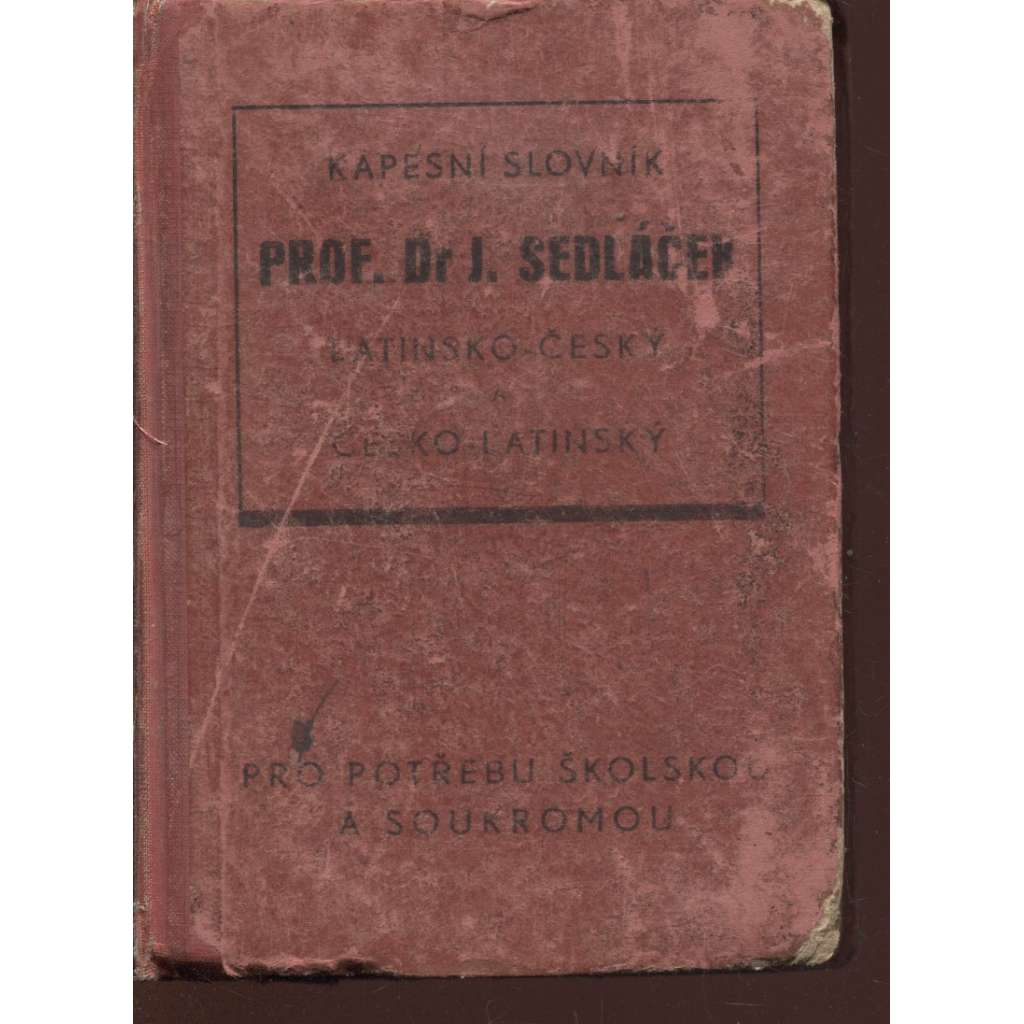 KAPESNÍ SLOVNÍK
PROF. Dr J. SEDLÁČEK
LATINSKO-ČESKÝ
A
ČESKO-LATINSKÝ
PRO POTŘEBU ŠKOLSKOU
A SOUKROMOU